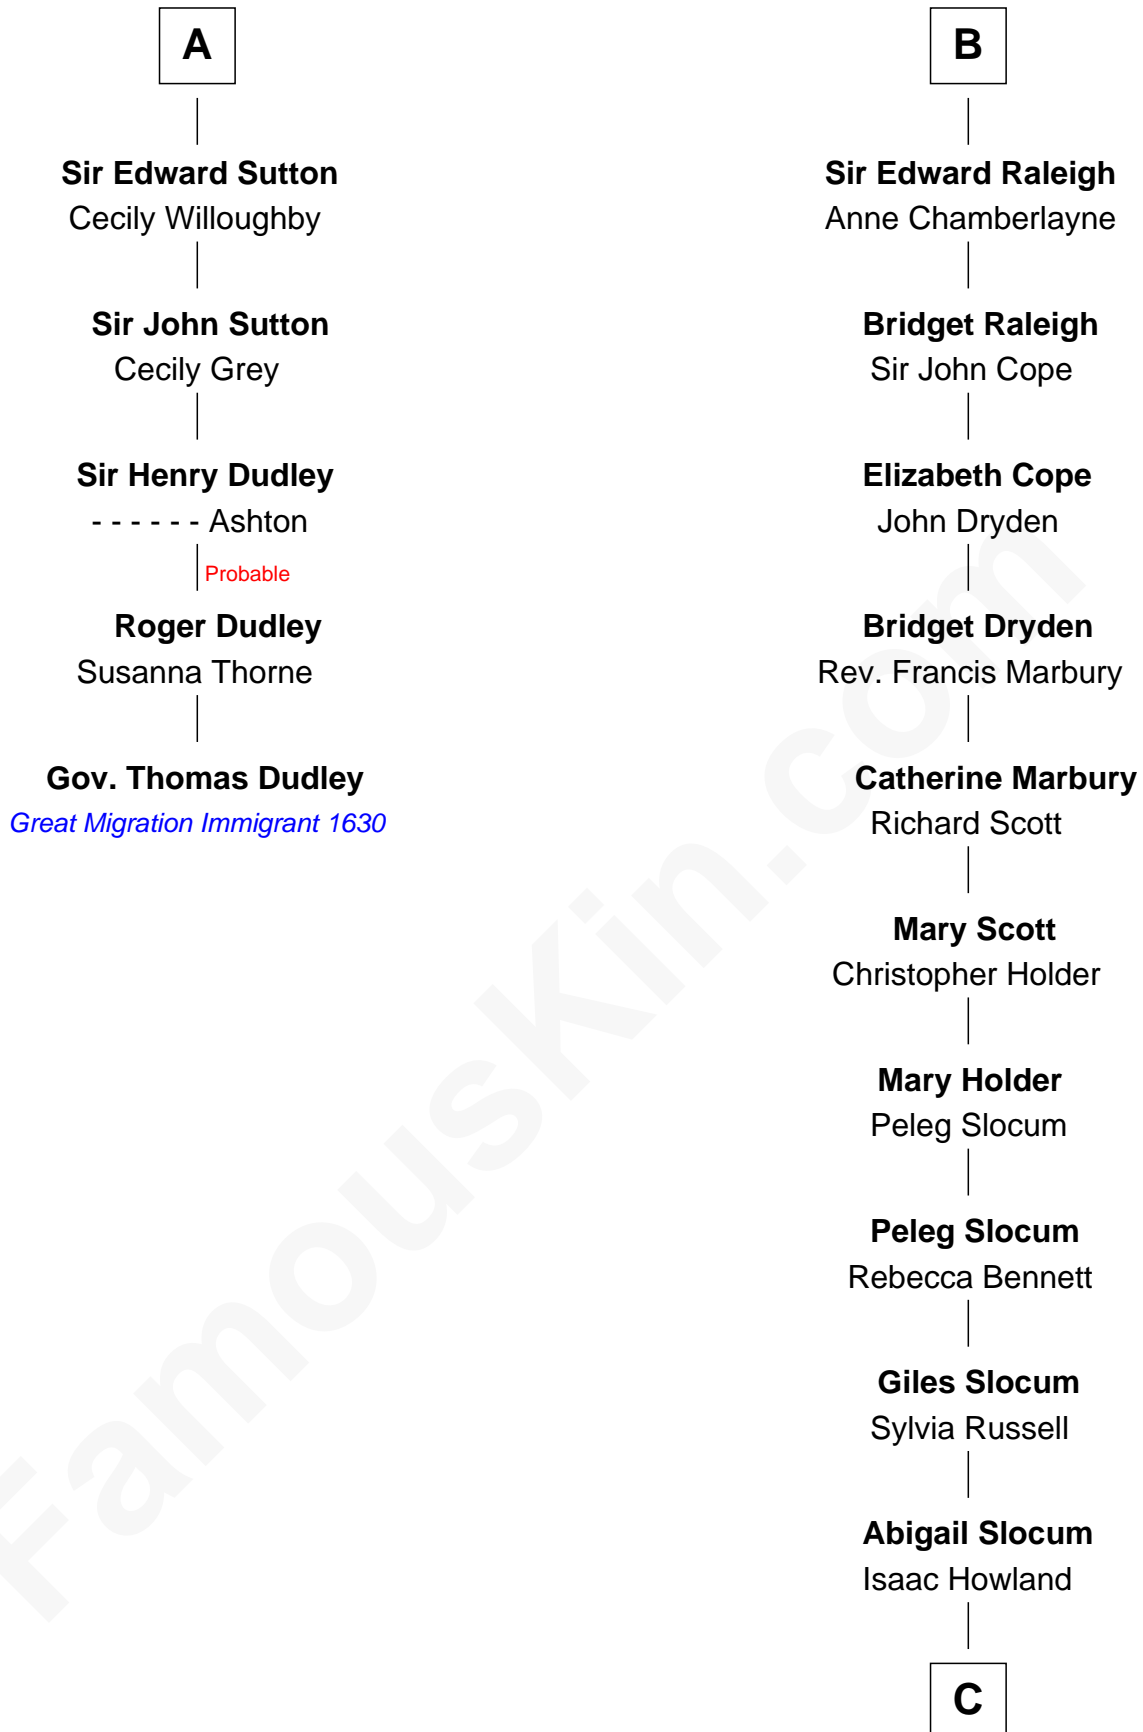 A
Sir Edward Sutton
Cecily Willoughby
Sir John Sutton
Cecily Grey
Sir Henry Dudley
- - - - - - Ashton
Probable
Roger Dudley
Susanna Thorne
Gov. Thomas Dudley
Great Migration Immigrant 1630
B
Sir Edward Raleigh
Anne Chamberlayne
Bridget Raleigh
Sir John Cope
Elizabeth Cope
John Dryden
Bridget Dryden
Rev. Francis Marbury
Catherine Marbury
Richard Scott
Mary Scott
Christopher Holder
Mary Holder
Peleg Slocum
Peleg Slocum
Rebecca Bennett
Giles Slocum
Sylvia Russell
Abigail Slocum
Isaac Howland
C
FamousKin.com